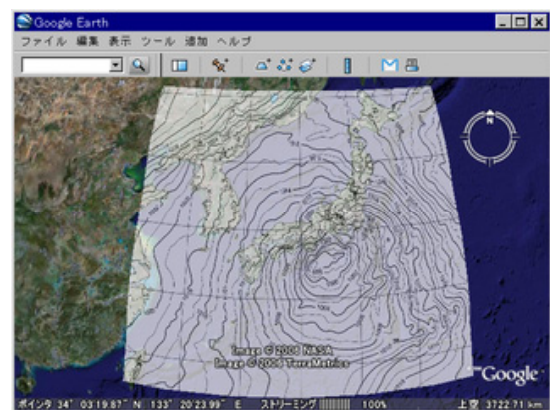 Google Earth
ファイル 編集 表示 ツール 追加 ヘルプ
N
Image © 2006 NASA
Image © 2006 TerraMetrics
Google
ポインタ 34° 03'19.87" N 133° 20'23.99" E ストリーミング 100% 上空 3722.71 km